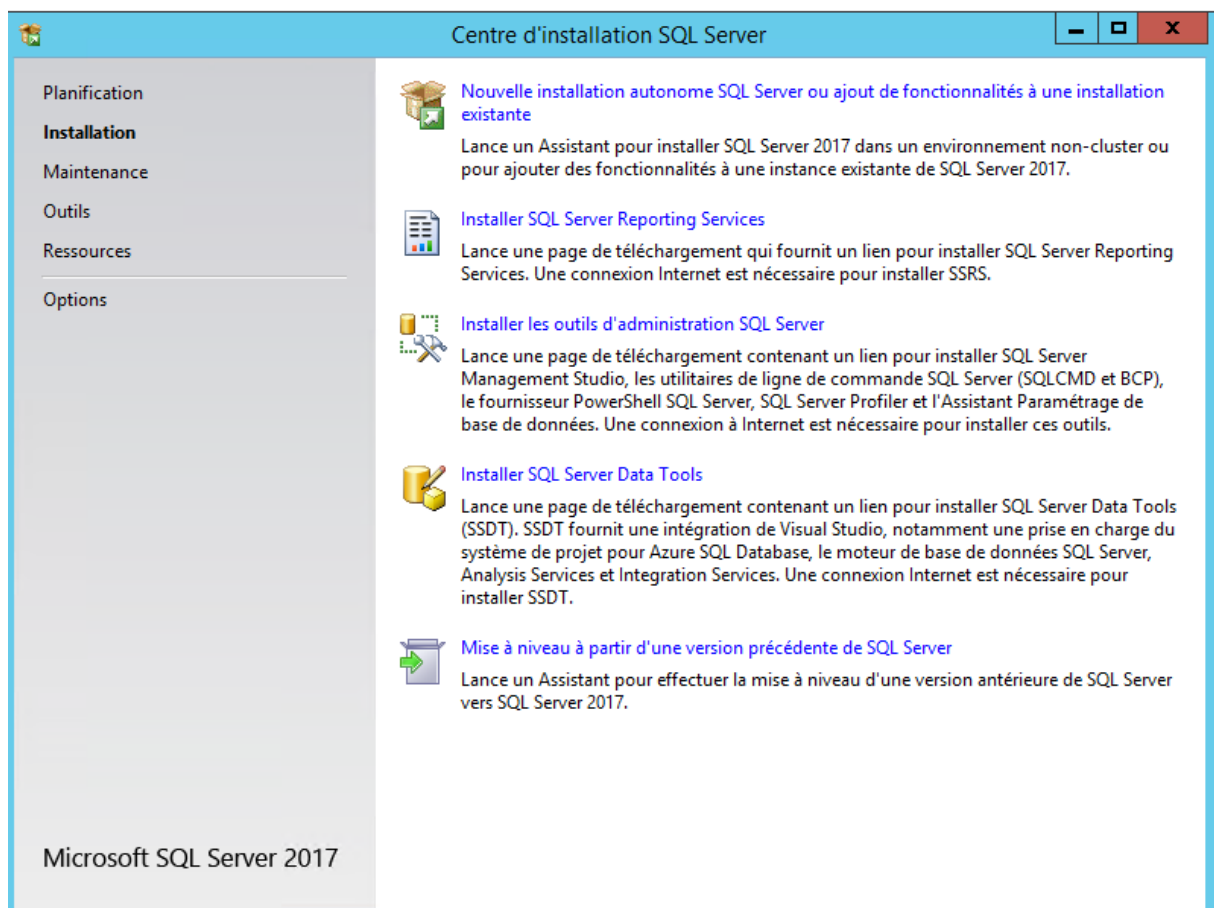 Centre d'installation SQL Server
Planification
Installation
Maintenance
Outils
Ressources
Options
Microsoft SQL Server 2017
Nouvelle installation autonome SQL Server ou ajout de fonctionnalités à une installation
existante
Lance un Assistant pour installer SQL Server 2017 dans un environnement non-cluster ou
pour ajouter des fonctionnalités à une instance existante de SQL Server 2017.
Installer SQL Server Reporting Services
Lance une page de téléchargement qui fournit un lien pour installer SQL Server Reporting
Services. Une connexion Internet est nécessaire pour installer SSRS.
Installer les outils d'administration SQL Server
Lance une page de téléchargement contenant un lien pour installer SQL Server
Management Studio, les utilitaires de ligne de commande SQL Server (SQLCMD et BCP),
le fournisseur PowerShell SQL Server, SQL Server Profiler et l'Assistant Paramétrage de
base de données. Une connexion à Internet est nécessaire pour installer ces outils.
Installer SQL Server Data Tools
Lance une page de téléchargement contenant un lien pour installer SQL Server Data Tools
(SSDT). SSDT fournit une intégration de Visual Studio, notamment une prise en charge du
système de projet pour Azure SQL Database, le moteur de base de données SQL Server,
Analysis Services et Integration Services. Une connexion Internet est nécessaire pour
installer SSDT.
Mise à niveau à partir d'une version précédente de SQL Server
Lance un Assistant pour effectuer la mise à niveau d'une version antérieure de SQL Server
vers SQL Server 2017.